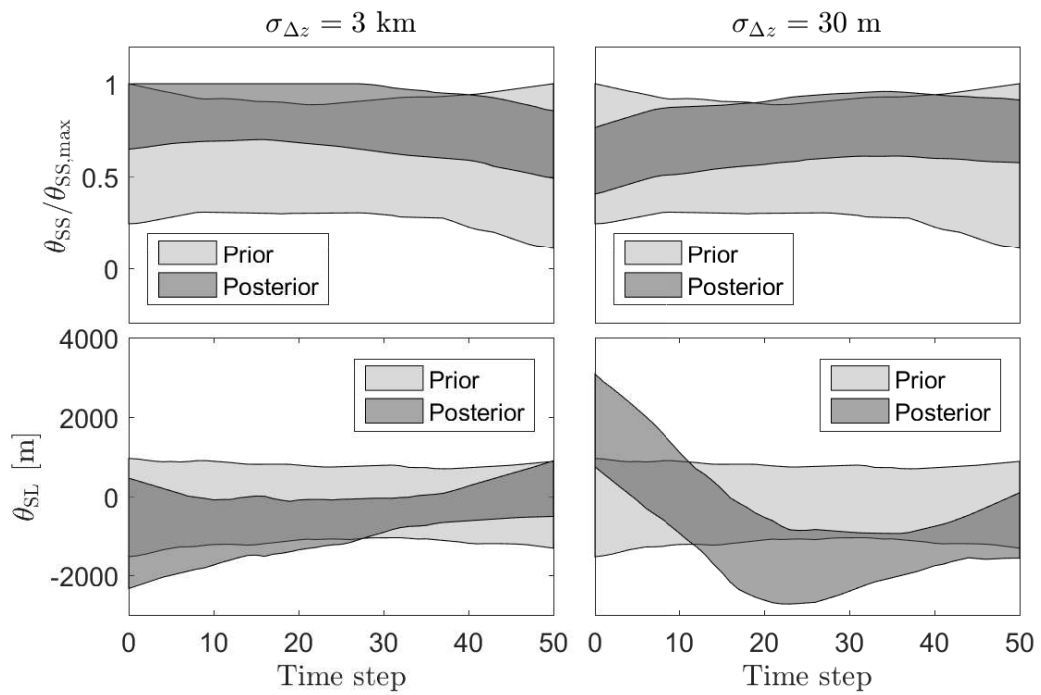 σ_Δz = 3 km
σ_Δz = 30 m
θ_SS/θ_SS,max
1
0.5
0
Prior
Posterior
Prior
Posterior
θ_SL [m]
4000
2000
0
-2000
Prior
Posterior
Prior
Posterior
0 10 20 30 40 50
0 10 20 30 40 50
Time step
Time step